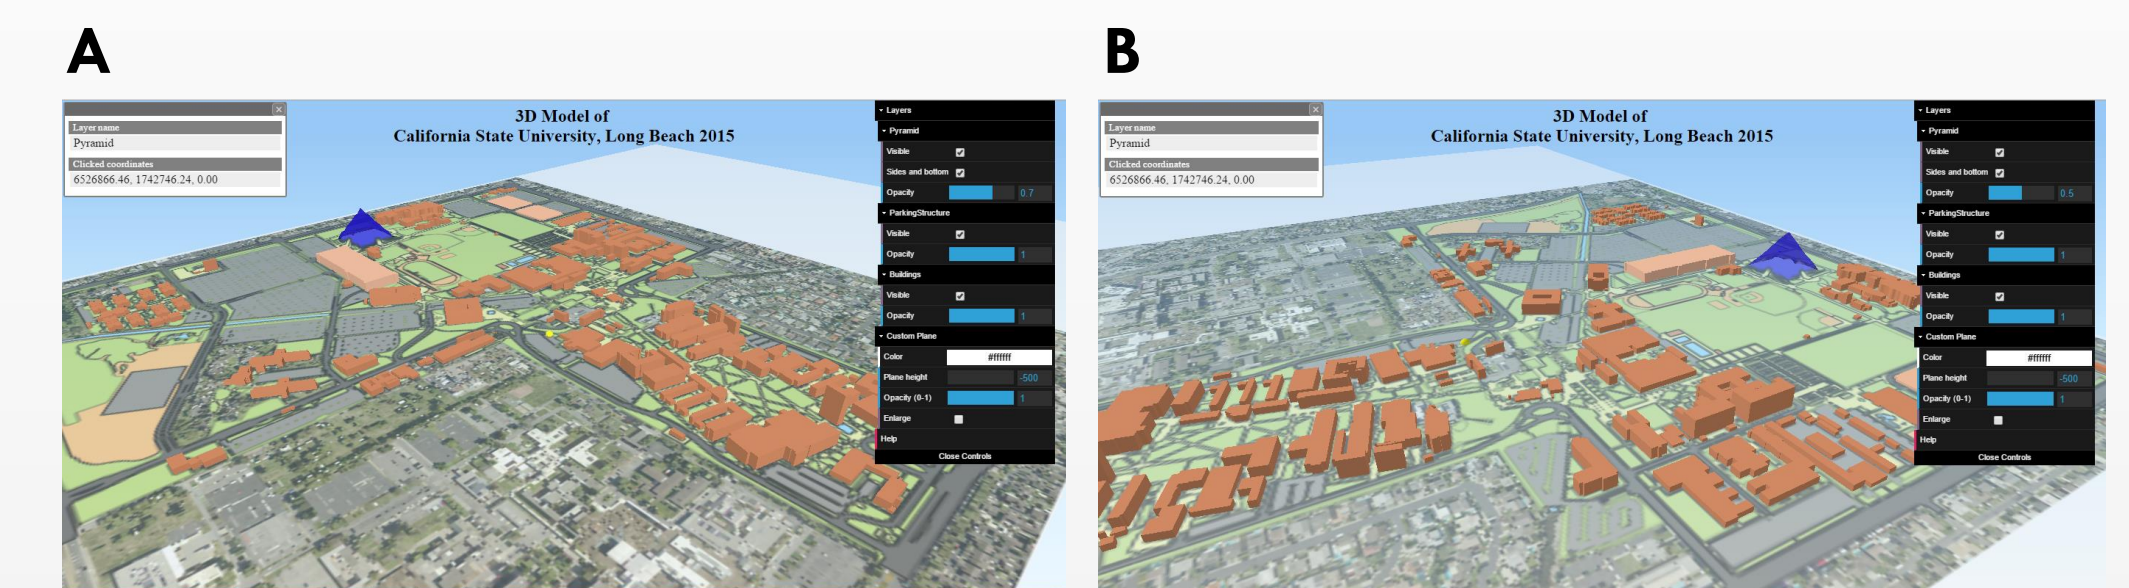 A
×
Layer name
Pyramid
Clicked coordinates
6526866.46, 1742746.24, 0.00
3D Model of
California State University, Long Beach 2015
Layers
Pyramid
Visible
Sides and bottom
Opacity 0.7
ParkingStructure
Visible
Opacity 1
Buildings
Visible
Opacity 1
Custom Plane
Color #ffffff
Plane height -500
Opacity (0-1) 1
Enlarge
Help
Close Controls
B
×
Layer name
Pyramid
Clicked coordinates
6526866.46, 1742746.24, 0.00
3D Model of
California State University, Long Beach 2015
Layers
Pyramid
Visible
Sides and bottom
Opacity 0.5
ParkingStructure
Visible
Opacity 1
Buildings
Visible
Opacity 1
Custom Plane
Color #ffffff
Plane height -500
Opacity (0-1) 1
Enlarge
Help
Close Controls